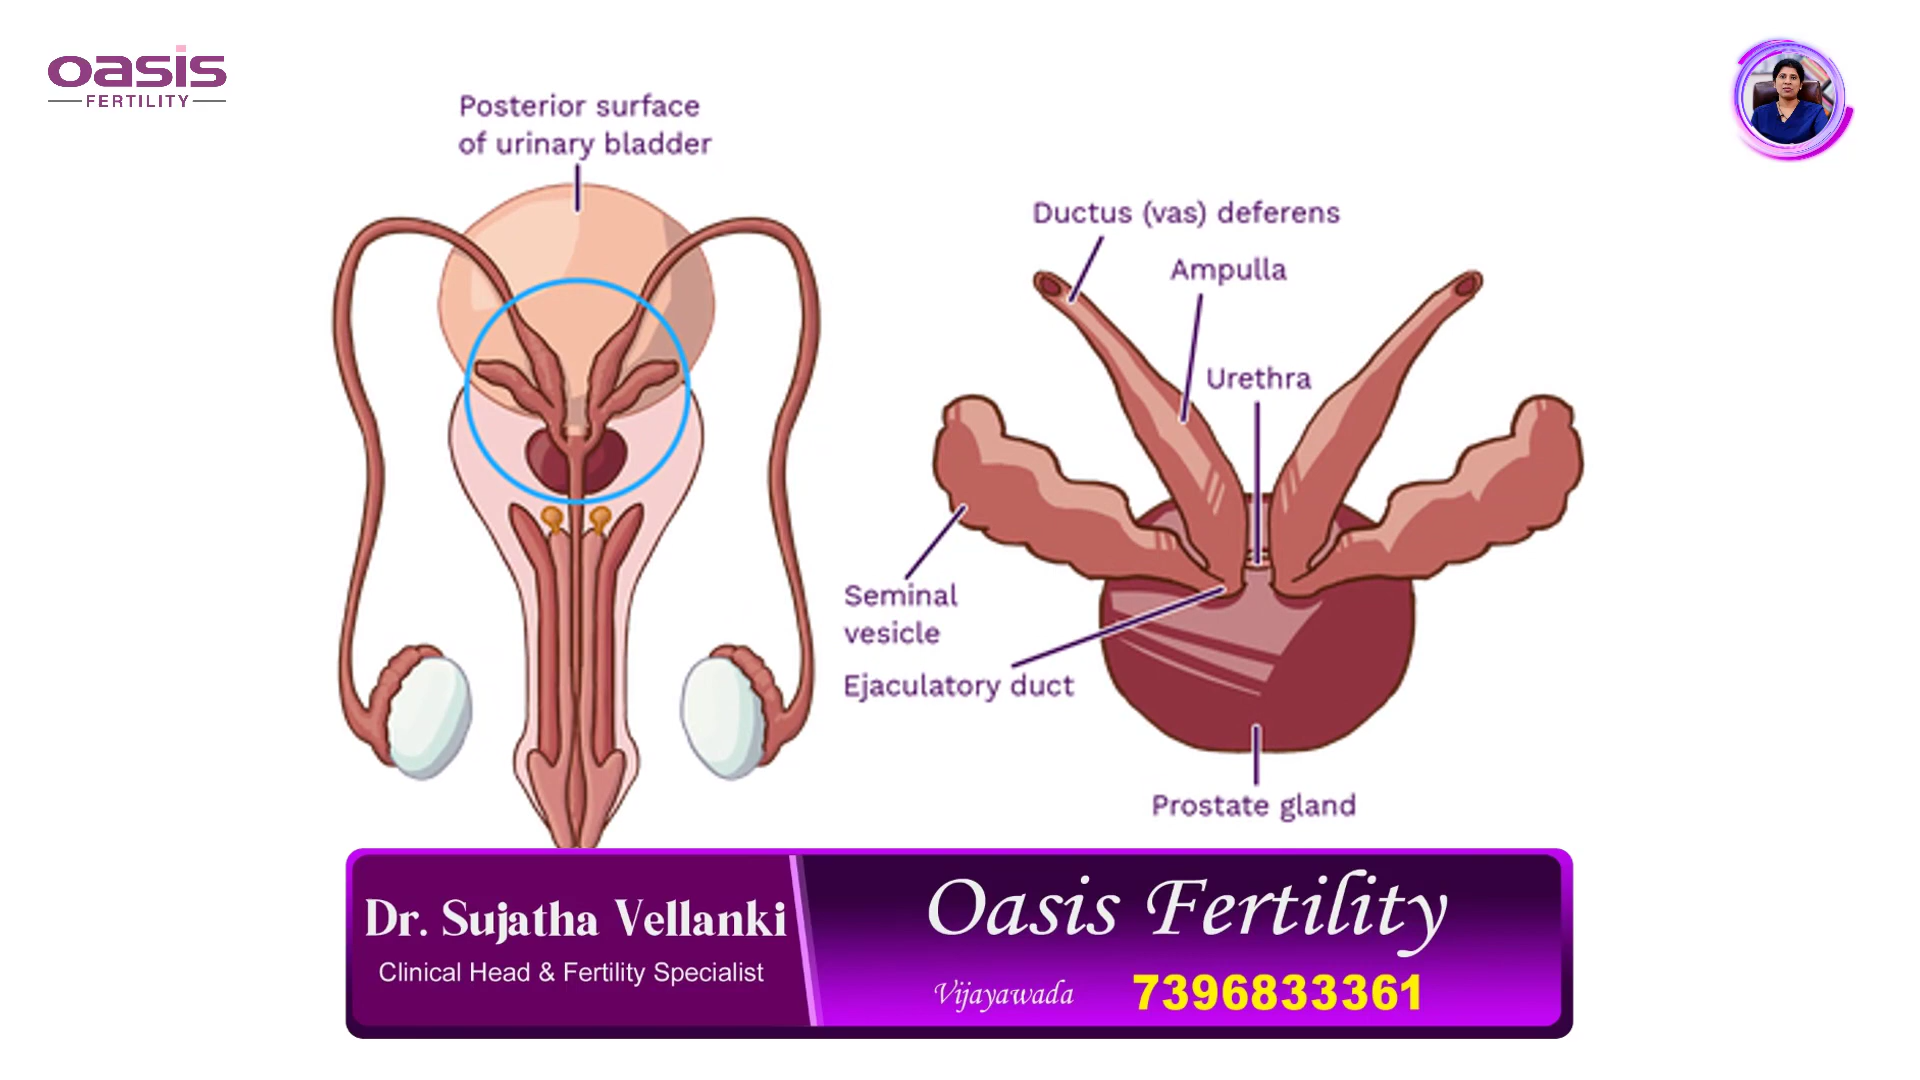 oasis
FERTILITY
Posterior surface
of urinary bladder
Ductus (vas) deferens
Ampulla
Urethra
Seminal
vesicle
Ejaculatory duct
Prostate gland
Dr. Sujatha Vellanki
Clinical Head & Fertility Specialist
Oasis Fertility
Vijayawada 7396833361